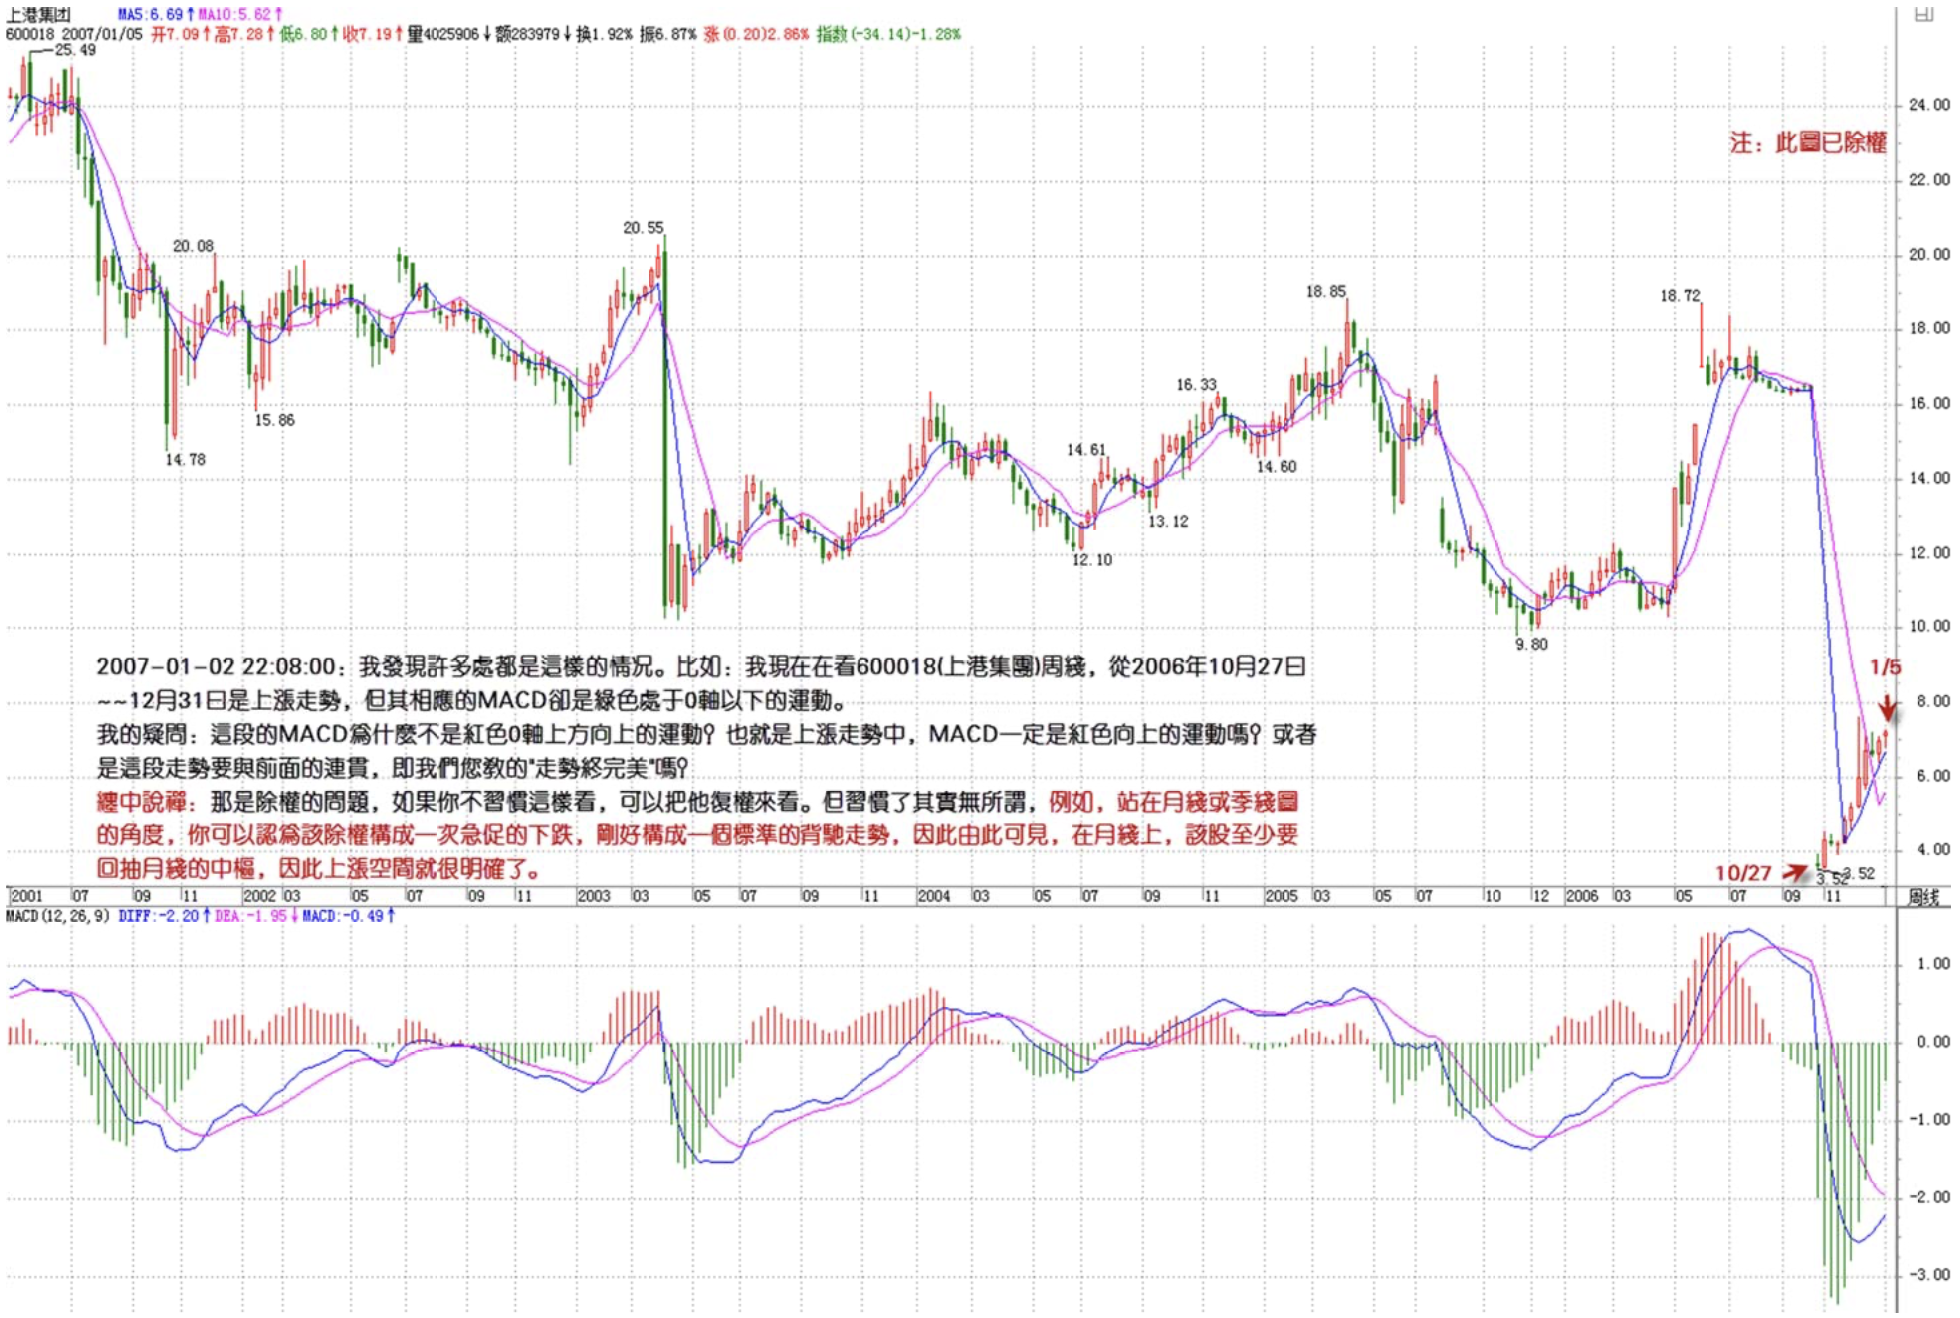 上港集团 MA5:6.69↑MA10:5.62↑
600018 2007/01/05 开7.09↑高7.28↑低6.80↑收7.19↑量4025906↓额283979↓换1.92% 振6.87% 涨(0.20)2.86% 指数(-34.14)-1.28%
25.49
24.00
注：此圖已除權
22.00
20.55
20.08
20.00
18.85
18.72
18.00
16.33
16.00
15.86
14.78
14.61
14.60
14.00
13.12
12.10
12.00
10.00
9.80
2007-01-02 22:08:00：我發現許多處都是這樣的情况。比如：我現在在看600018(上港集團)周綫，從2006年10月27日
~~12月31日是上漲走勢，但其相應的MACD卻是綠色處于0軸以下的運動。
我的疑問：這段的MACD爲什麽不是紅色0軸上方向上的運動？也就是上漲走勢中，MACD一定是紅色向上的運動嗎？或者
是這段走勢要與前面的連貫，即我們您教的"走勢終完美"嗎？
纏中說禪：那是除權的問題，如果你不習慣這樣看，可以把他復權來看。但習慣了其實無所謂，例如，站在月綫或季綫圖
的角度，你可以認爲該除權構成一次急促的下跌，剛好構成一個標準的背馳走勢，因此由此可見，在月綫上，該股至少要
回抽月綫的中樞，因此上漲空間就很明確了。
1/5
8.00
6.00
4.00
10/27
3.52
3.52
2001 07 09 11 2002 03 05 07 09 11 2003 03 05 07 09 11 2004 03 05 07 09 11 2005 03 05 07 10 12 2006 03 05 07 09 11 周线
MACD(12,26,9) DIFF:-2.20↑DEA:-1.95↓MACD:-0.49↑
1.00
0.00
-1.00
-2.00
-3.00